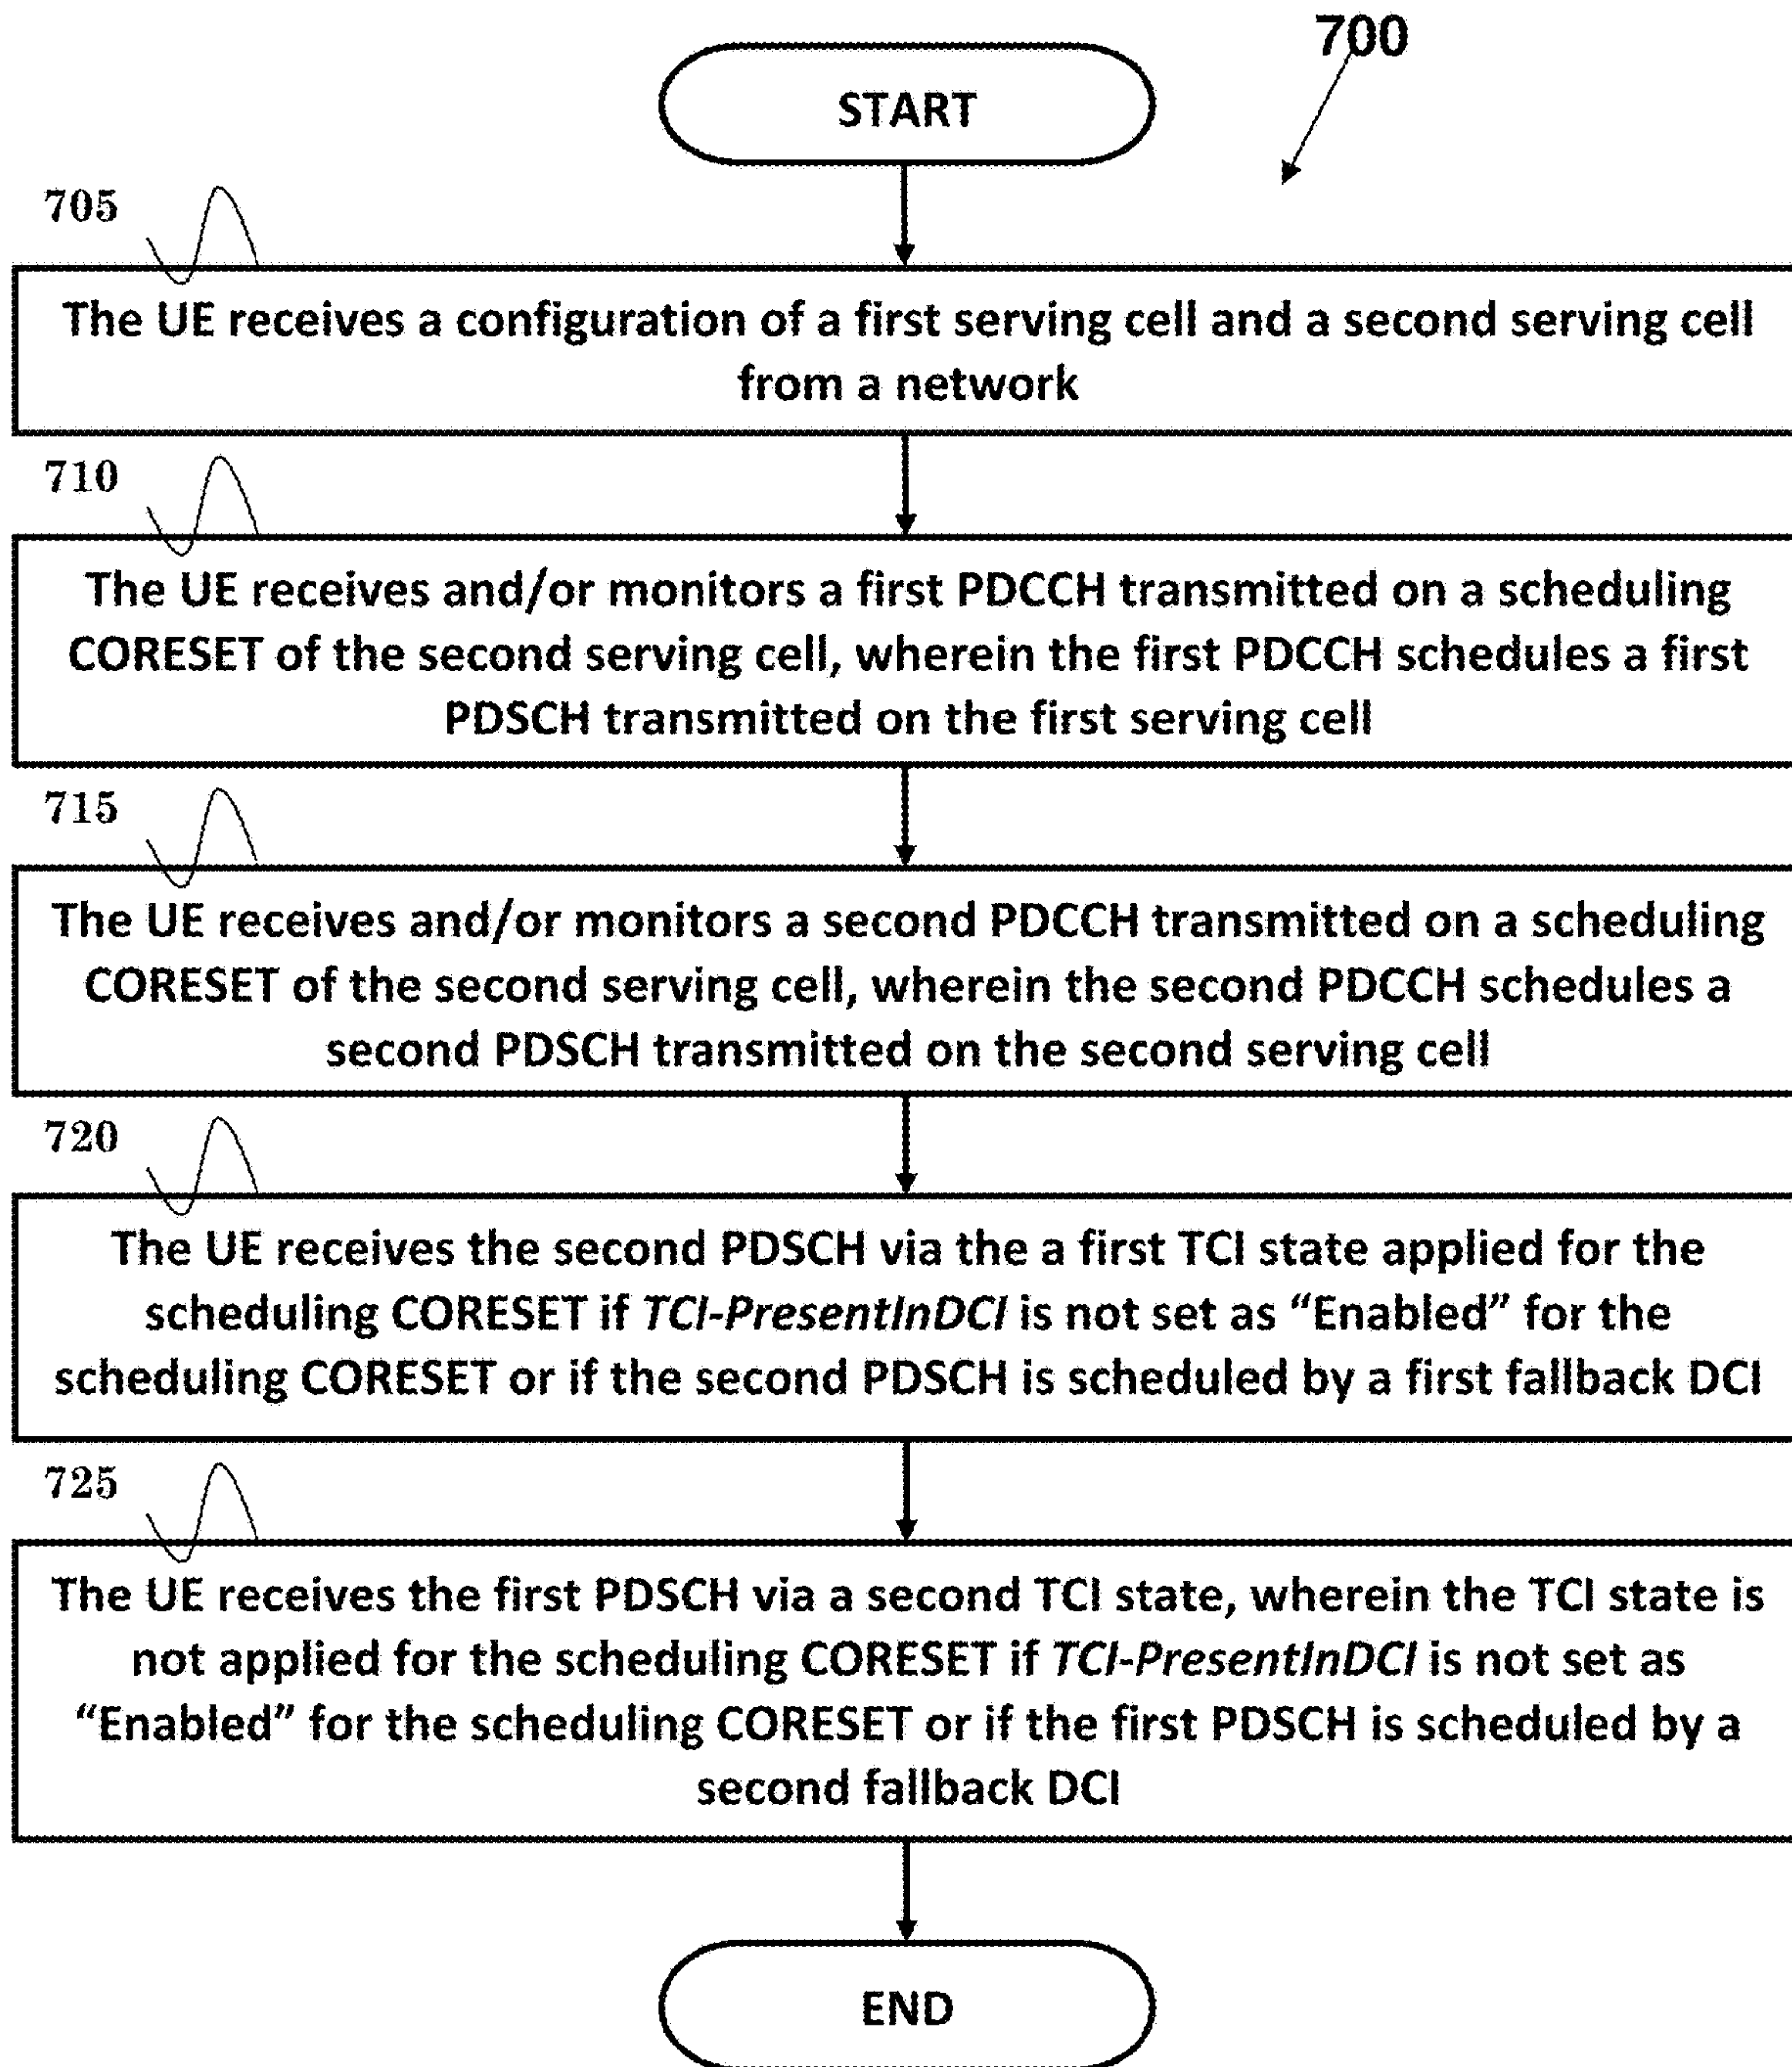 700
START
705
The UE receives a configuration of a first serving cell and a second serving cell
from a network
710
The UE receives and/or monitors a first PDCCH transmitted on a scheduling
CORESET of the second serving cell, wherein the first PDCCH schedules a first
PDSCH transmitted on the first serving cell
715
The UE receives and/or monitors a second PDCCH transmitted on a scheduling
CORESET of the second serving cell, wherein the second PDCCH schedules a
second PDSCH transmitted on the second serving cell
720
The UE receives the second PDSCH via the a first TCI state applied for the
scheduling CORESET if TCI-PresentInDCI is not set as “Enabled” for the
scheduling CORESET or if the second PDSCH is scheduled by a first fallback DCI
725
The UE receives the first PDSCH via a second TCI state, wherein the TCI state is
not applied for the scheduling CORESET if TCI-PresentInDCI is not set as
“Enabled” for the scheduling CORESET or if the first PDSCH is scheduled by a
second fallback DCI
END